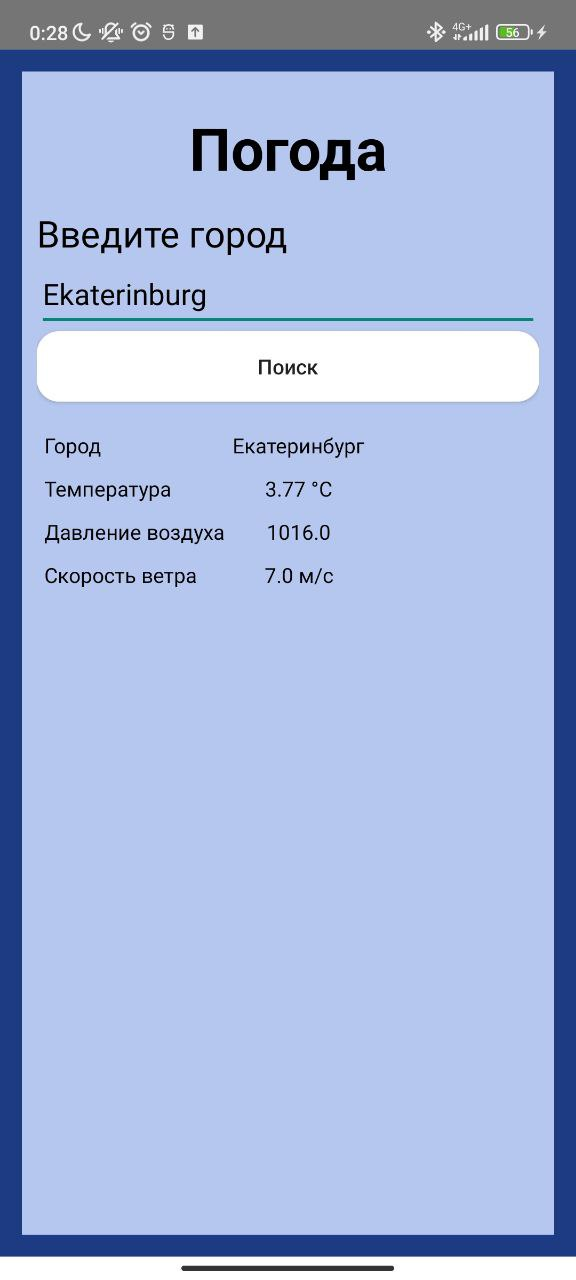 0:28 4G+ 56
Погода
Введите город
Ekaterinburg
Поиск
Город Екатеринбург
Температура 3.77 °C
Давление воздуха 1016.0
Скорость ветра 7.0 м/с